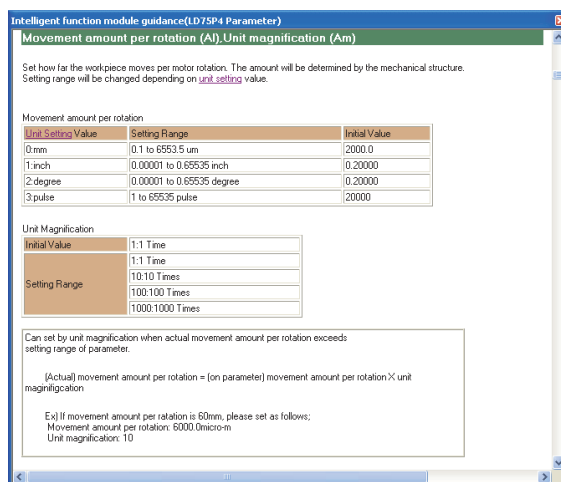 Intelligent function module guidance(LD75P4 Parameter)
Movement amount per rotation (Al),Unit magnification (Am)
Set how far the workpiece moves per motor rotation. The amount will be determined by the mechanical structure.
Setting range will be changed depending on unit setting value.
Movement amount per rotation
Unit Setting Value Setting Range Initial Value
0:mm 0.1 to 6553.5 um 2000.0
1:inch 0.00001 to 0.65535 inch 0.20000
2:degree 0.00001 to 0.65535 degree 0.20000
3:pulse 1 to 65535 pulse 20000
Unit Magnification
Initial Value 1:1 Time
Setting Range
1:1 Time
10:10 Times
100:100 Times
1000:1000 Times
Can set by unit magnification when actual movement amount per rotation exceeds
setting range of parameter.
(Actual) movement amount per rotation = (on parameter) movement amount per rotation X unit
maginifigcation
Ex) If movement amount per ratation is 60mm, please set as follows;
Movement amount per rotation: 6000.0micro-m
Unit magnification: 10